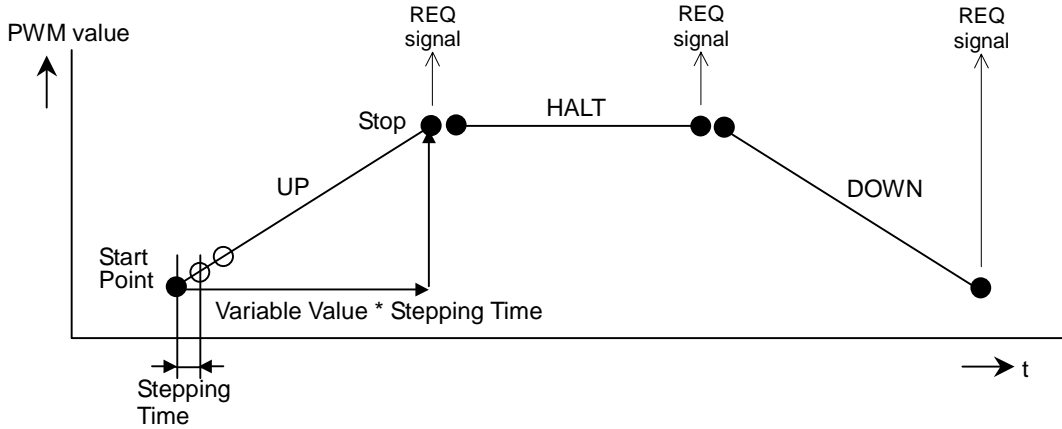 PWM value
REQ
signal
REQ
signal
REQ
signal
Stop
HALT
UP
DOWN
Start
Point
Variable Value * Stepping Time
t
Stepping
Time